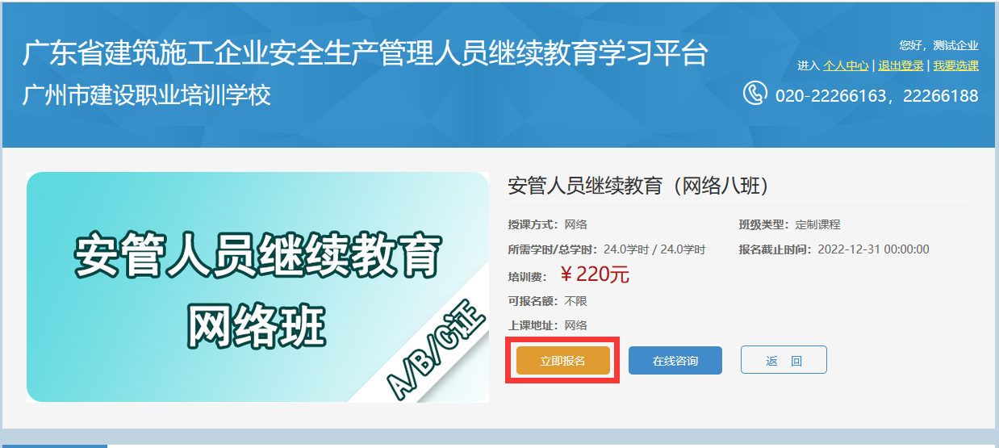 广东省建筑施工企业安全生产管理人员继续教育学习平台
广州市建设职业培训学校
您好，测试企业
进入 个人中心 | 退出登录 | 我要选课
020-22266163，22266188
安管人员继续教育
网络班
A/B/C证
安管人员继续教育（网络八班）
授课方式：网络 班级类型：定制课程
所需学时/总学时：24.0学时 / 24.0学时 报名截止时间：2022-12-31 00:00:00
培训费：￥220元
可报名额：不限
上课地址：网络
立即报名 在线咨询 返 回